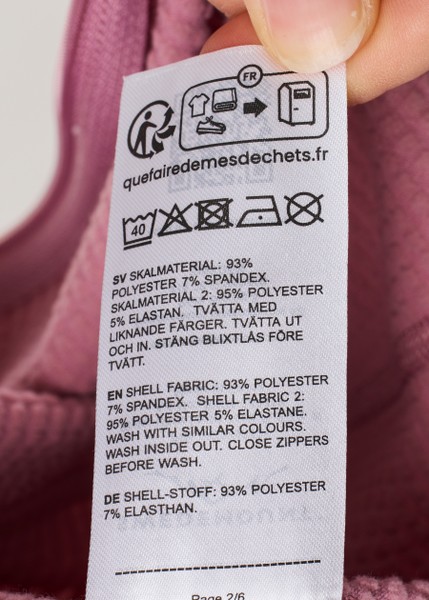 FR
quefairedemesdechets.fr
40
SV SKALMATERIAL: 93%
POLYESTER 7% SPANDEX.
SKALMATERIAL 2: 95% POLYESTER
5% ELASTAN. TVÄTTA MED
LIKNANDE FÄRGER. TVÄTTA UT
OCH IN. STÄNG BLIXTLÅS FÖRE
TVÄTT.
EN SHELL FABRIC: 93% POLYESTER
7% SPANDEX. SHELL FABRIC 2:
95% POLYESTER 5% ELASTANE.
WASH WITH SIMILAR COLOURS.
WASH INSIDE OUT. CLOSE ZIPPERS
BEFORE WASH.
DE SHELL-STOFF: 93% POLYESTER
7% ELASTHAN.
Page 2/6